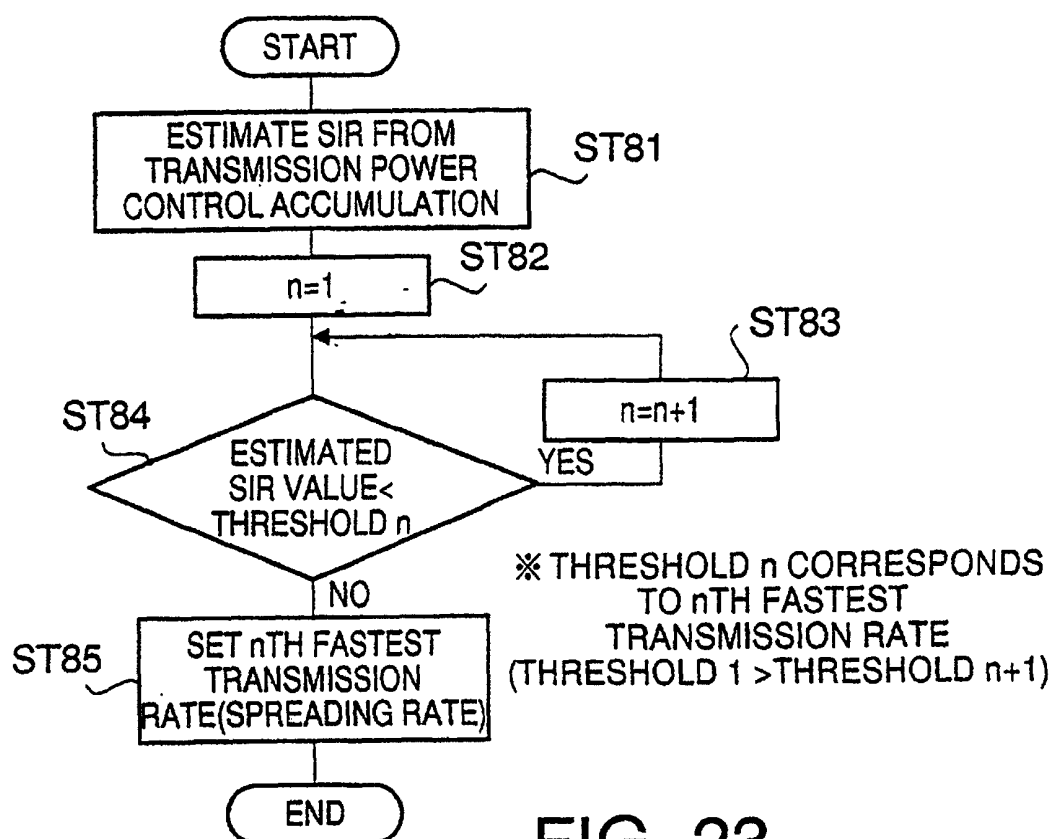 START
ESTIMATE SIR FROM
TRANSMISSION POWER
CONTROL ACCUMULATION
ST81
n=1
ST82
ST83
n=n+1
ST84
ESTIMATED
SIR VALUE<
THRESHOLD n
YES
NO
※ THRESHOLD n CORRESPONDS
TO nTH FASTEST
TRANSMISSION RATE
(THRESHOLD 1 >THRESHOLD n+1)
ST85
SET nTH FASTEST
TRANSMISSION
RATE(SPREADING RATE)
END
FIG. 23